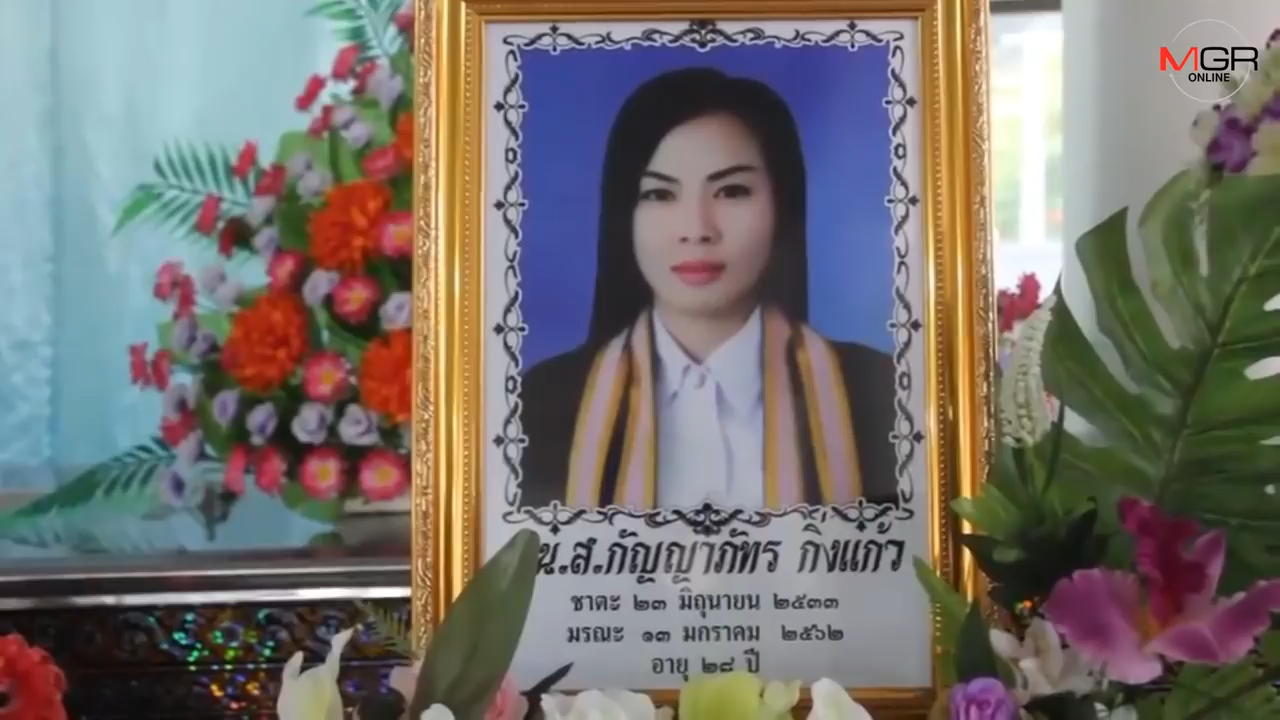 MGR
ONLINE
น.ส.กัญญาภัทร กิ่งแก้ว
ชาตะ ๒๓ มิถุนายน ๒๕๓๓
มรณะ ๑๓ มกราคม ๒๕๖๒
อายุ ๒๘ ปี